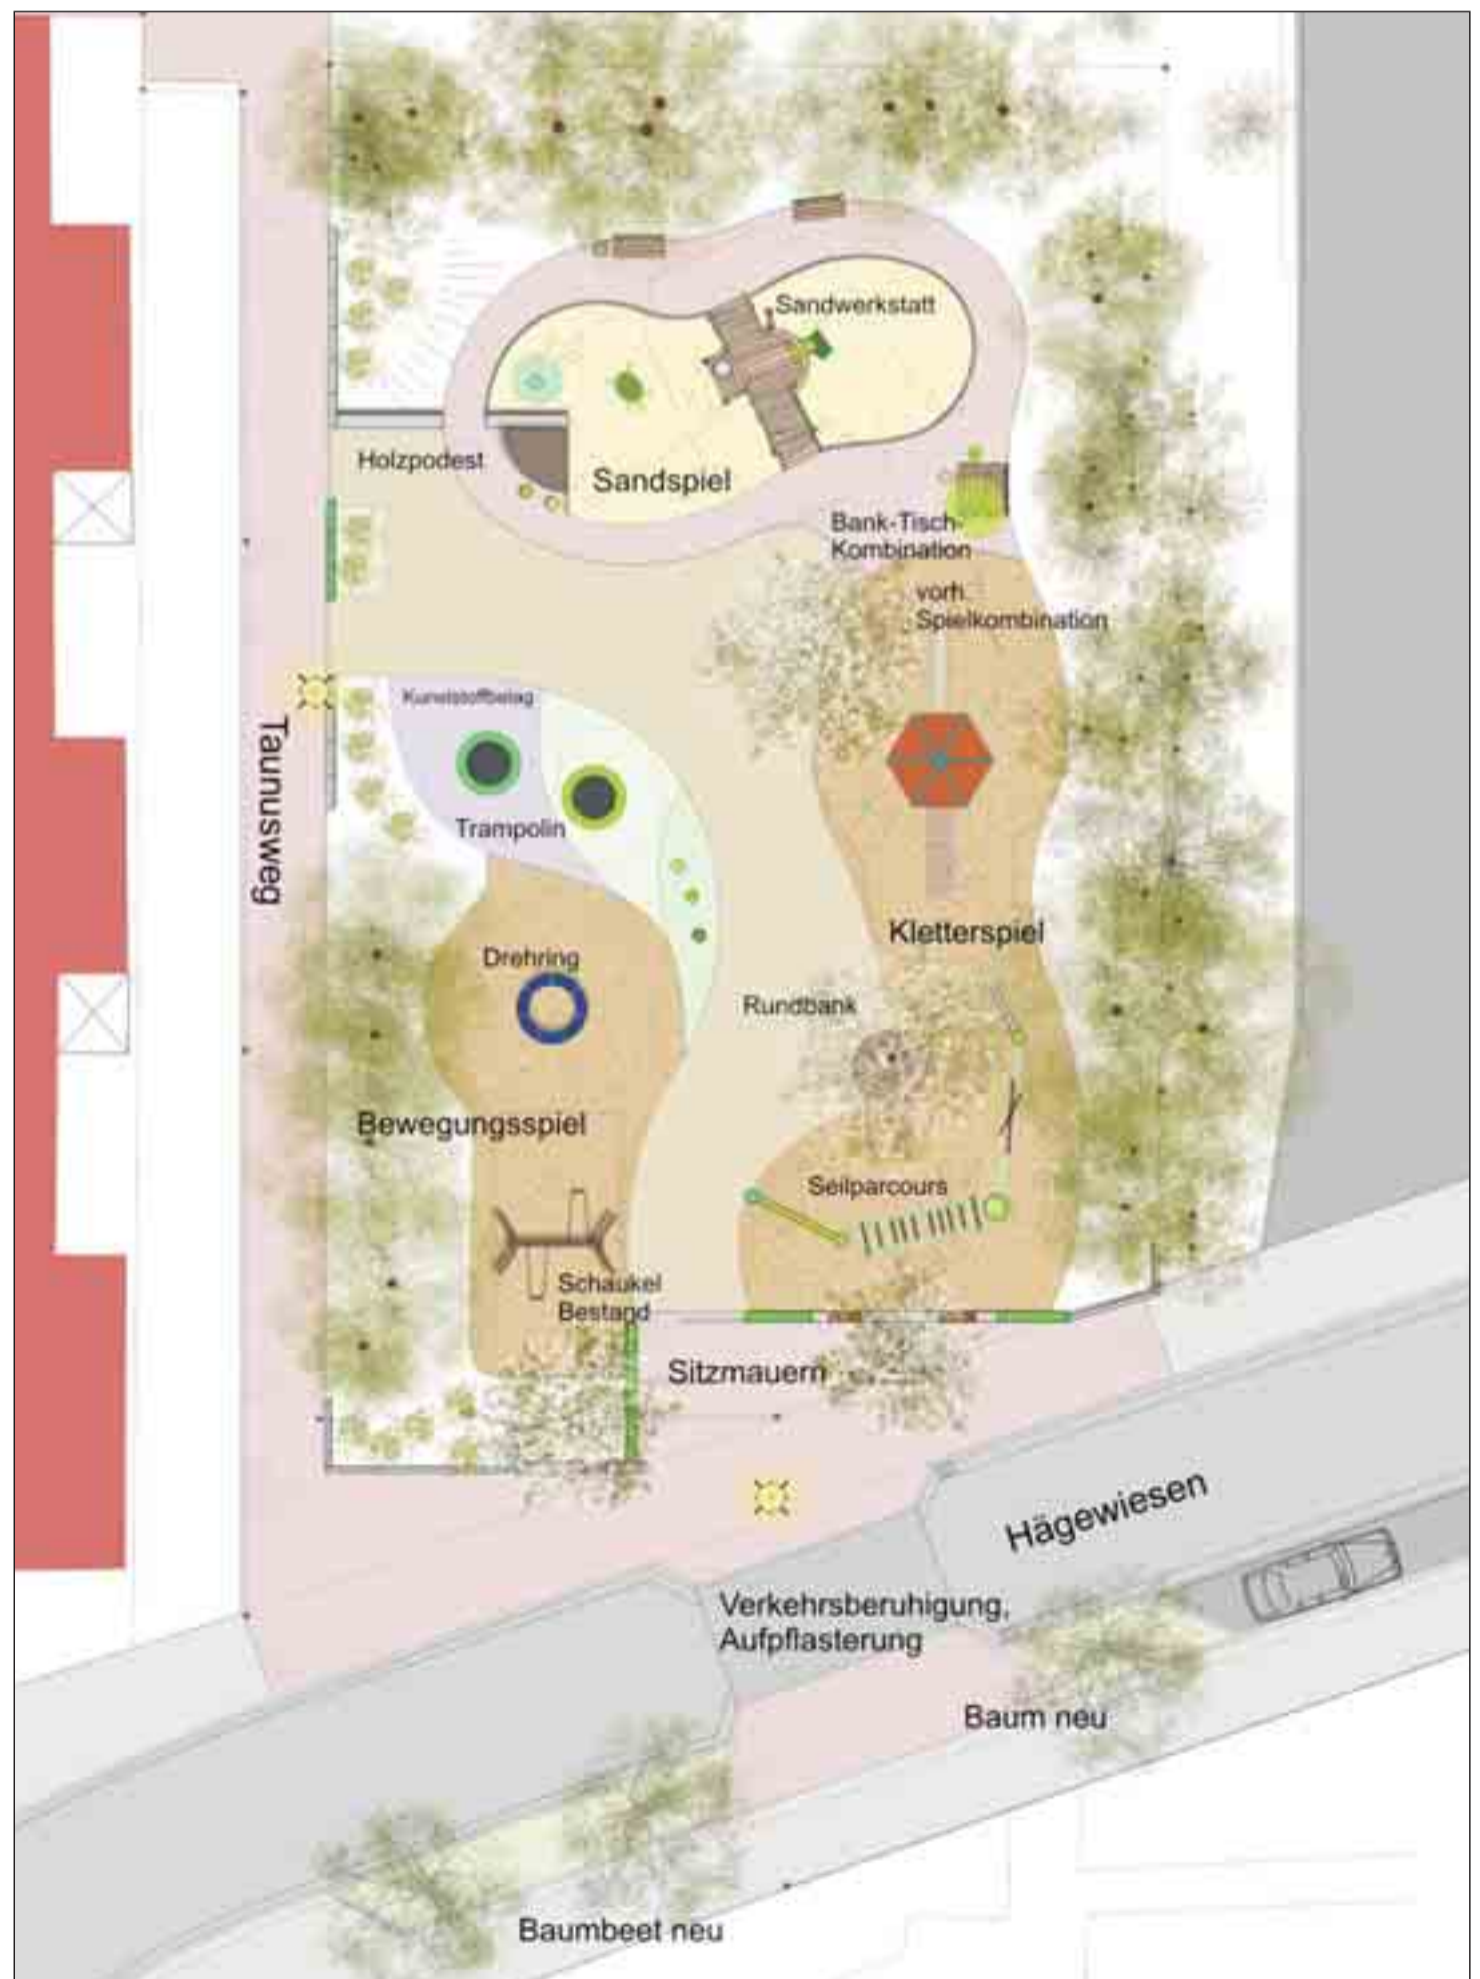 Sandwerkstatt
Holzpodest
Sandspiel
Bank-Tisch-
Kombination
vorh.
Spielkombination
Kunststoffbelag
Taunusweg
Trampolin
Kletterspiel
Drehring
Rundbank
Bewegungsspiel
Seilparcours
Schaukel
Bestand
Sitzmauern
Hägewiesen
Verkehrsberuhigung,
Aufpflasterung
Baum neu
Baumbeet neu